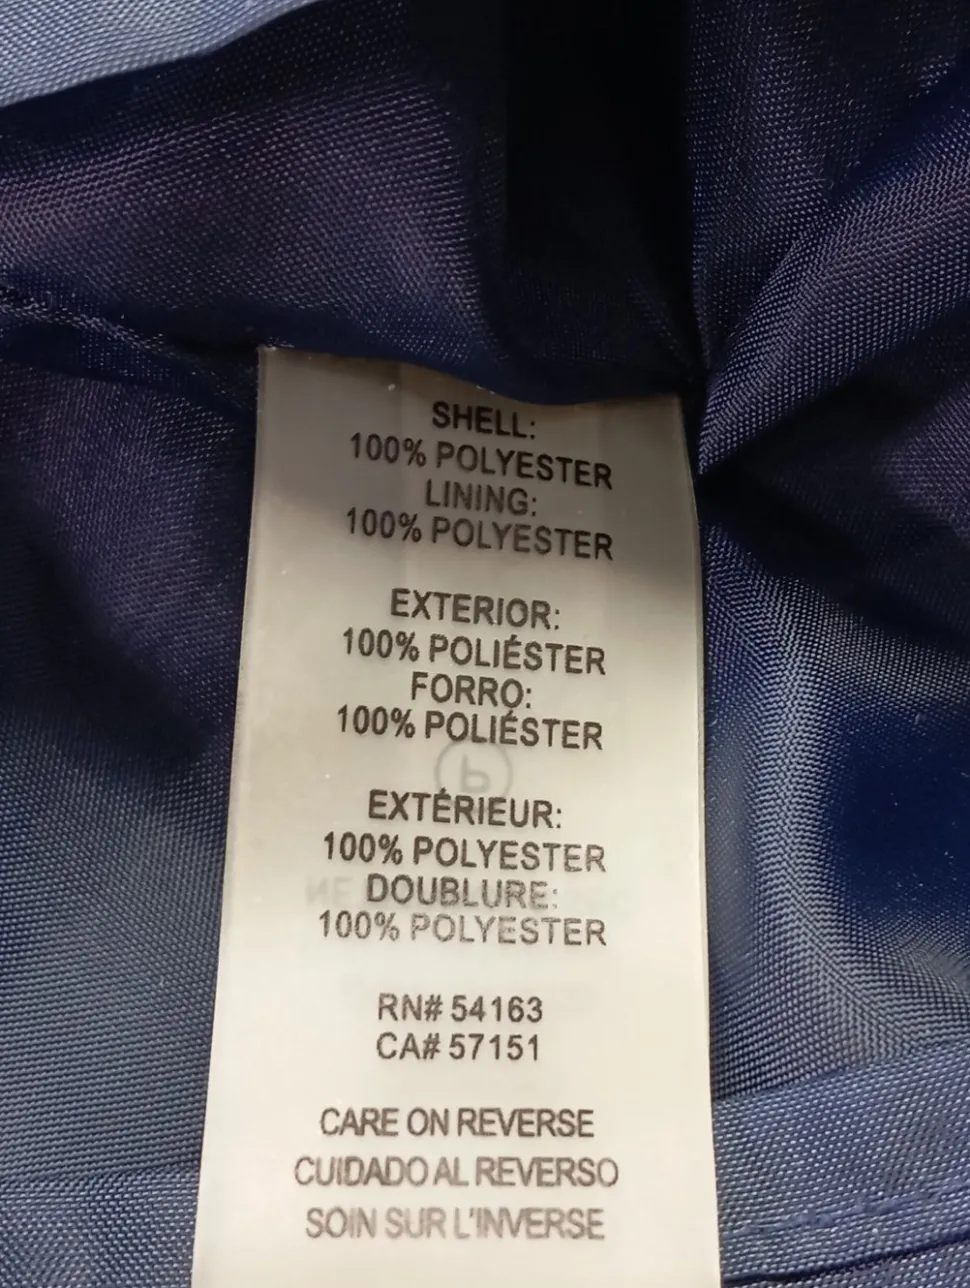 SHELL:
100% POLYESTER
LINING:
100% POLYESTER
EXTERIOR:
100% POLIÉSTER
FORRO:
100% POLIÉSTER
EXTÉRIEUR:
100% POLYESTER
DOUBLURE:
100% POLYESTER
RN# 54163
CA# 57151
CARE ON REVERSE
CUIDADO AL REVERSO
SOIN SUR L'INVERSE